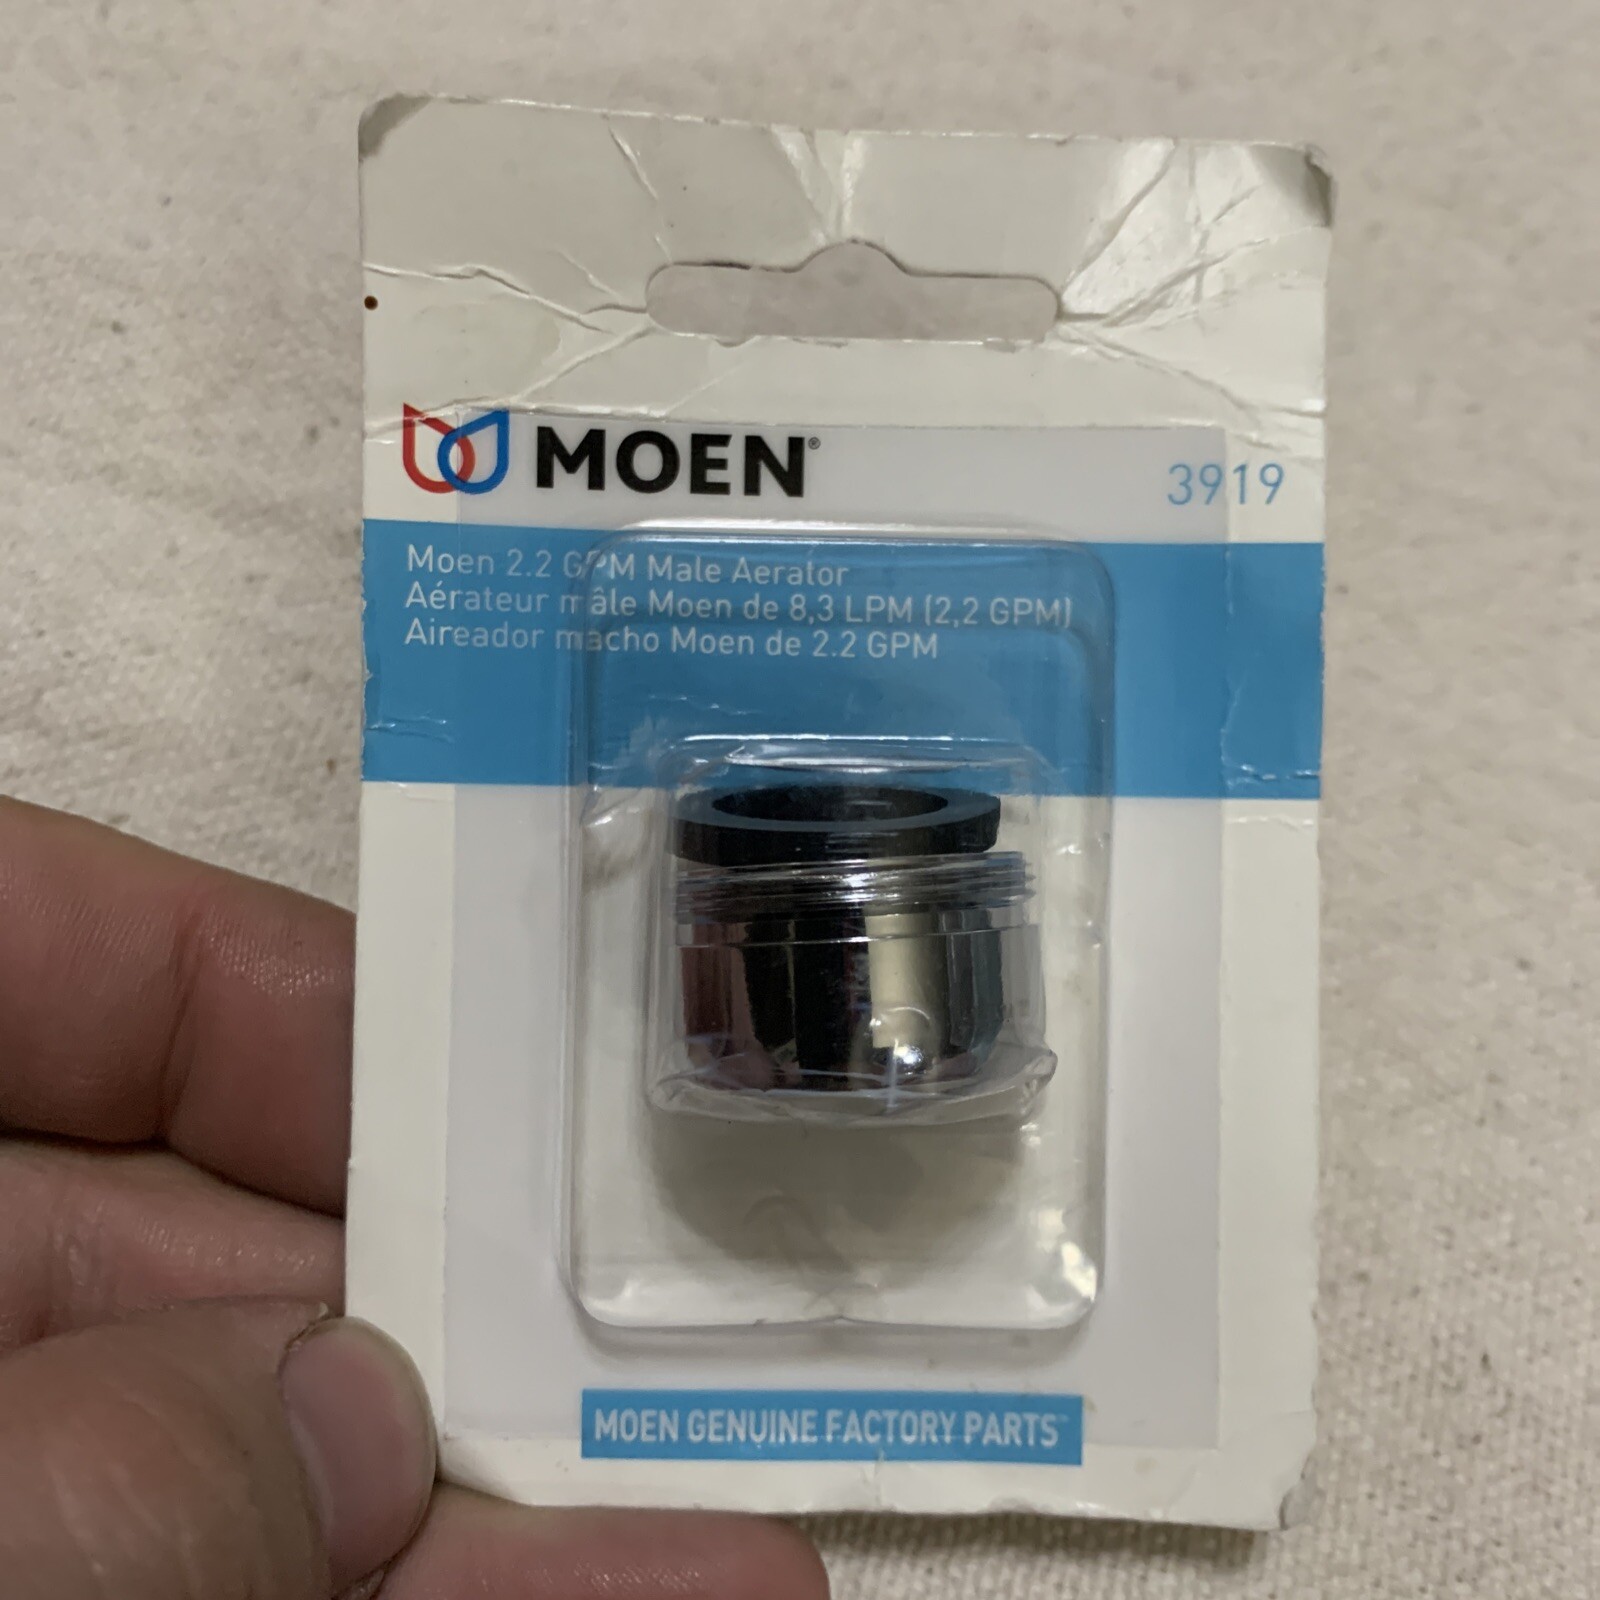 MOEN®
3919
Moen 2.2 GPM Male Aerator
Aérateur mâle Moen de 8,3 LPM (2,2 GPM)
Aireador macho Moen de 2.2 GPM
MOEN GENUINE FACTORY PARTS™